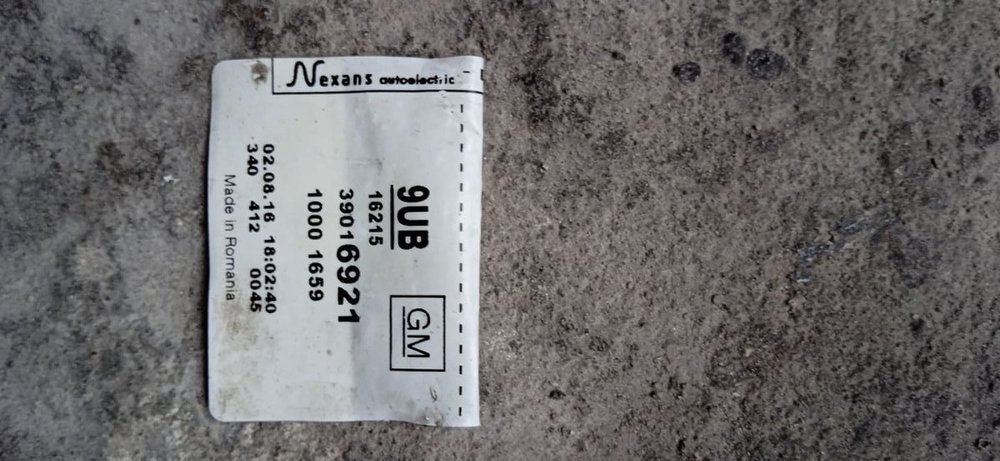 Nexans autoelectric
9UB
16215
GM
39016921
1000 1659
02.08.16 18:02:40
340 412 0045
Made in Romania